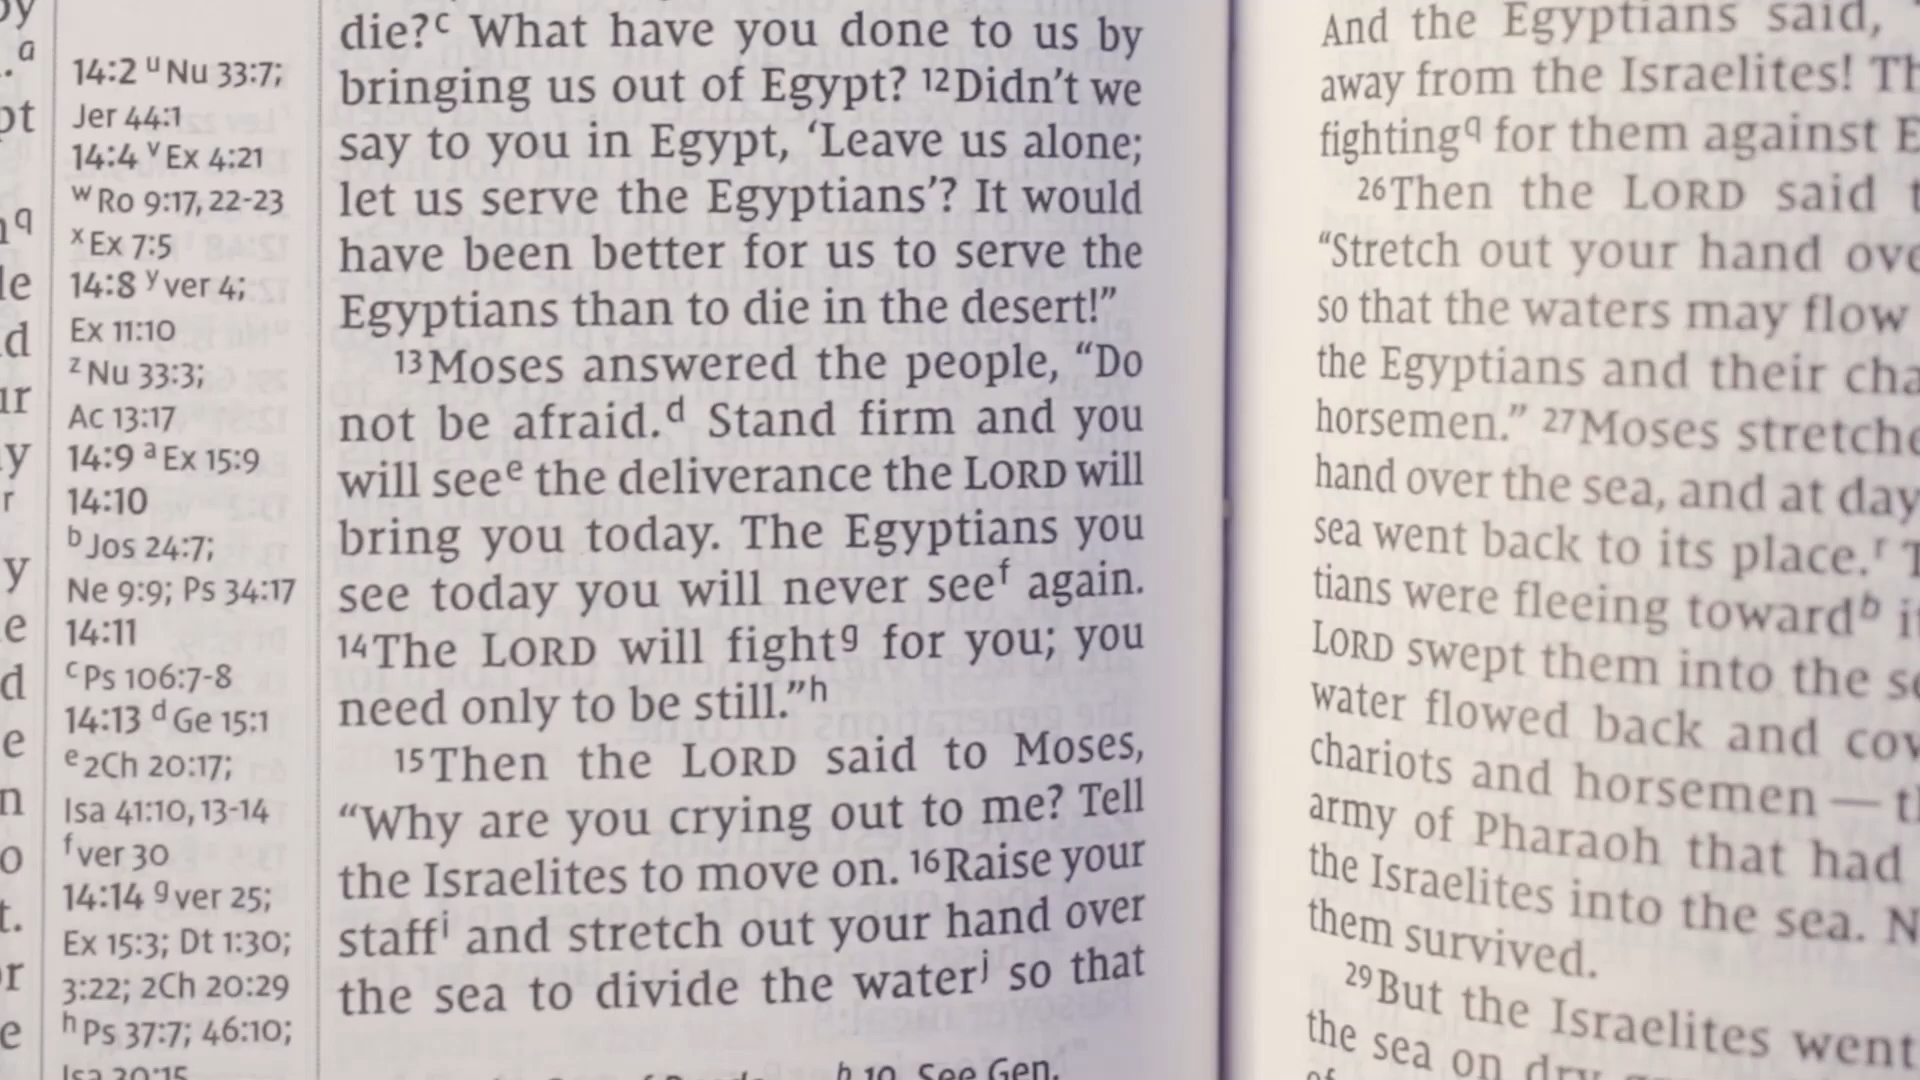 14:2 u Nu 33:7;
Jer 44:1
14:4 v Ex 4:21
w Ro 9:17, 22-23
x Ex 7:5
14:8 y ver 4;
Ex 11:10
z Nu 33:3;
Ac 13:17
14:9 a Ex 15:9
14:10
b Jos 24:7;
Ne 9:9; Ps 34:17
14:11
c Ps 106:7-8
14:13 d Ge 15:1
e 2Ch 20:17;
Isa 41:10, 13-14
f ver 30
14:14 g ver 25;
Ex 15:3; Dt 1:30;
3:22; 2Ch 20:29
h Ps 37:7; 46:10;
Isa 30:15
die?c What have you done to us by
bringing us out of Egypt? 12Didn't we
say to you in Egypt, ‘Leave us alone;
let us serve the Egyptians’? It would
have been better for us to serve the
Egyptians than to die in the desert!”
13Moses answered the people, “Do
not be afraid.d Stand firm and you
will seee the deliverance the LORD will
bring you today. The Egyptians you
see today you will never seef again.
14The LORD will fightg for you; you
need only to be still.”h
15Then the LORD said to Moses,
“Why are you crying out to me? Tell
the Israelites to move on. 16Raise your
staffi and stretch out your hand over
the sea to divide the waterj so that
b 10 See Gen.
And the Egyptians said,
away from the Israelites!
fightingq for them against
26Then the LORD said
“Stretch out your hand
so that the waters may flow
the Egyptians and their
horsemen.” 27Moses
hand over the sea, and at
sea went back to its place.r
tians were fleeing towardb
LORD swept them into the
water flowed back and
chariots and horsemen —
army of Pharaoh that had
the Israelites into the sea.
them survived.
29But the Israelites went
the sea on